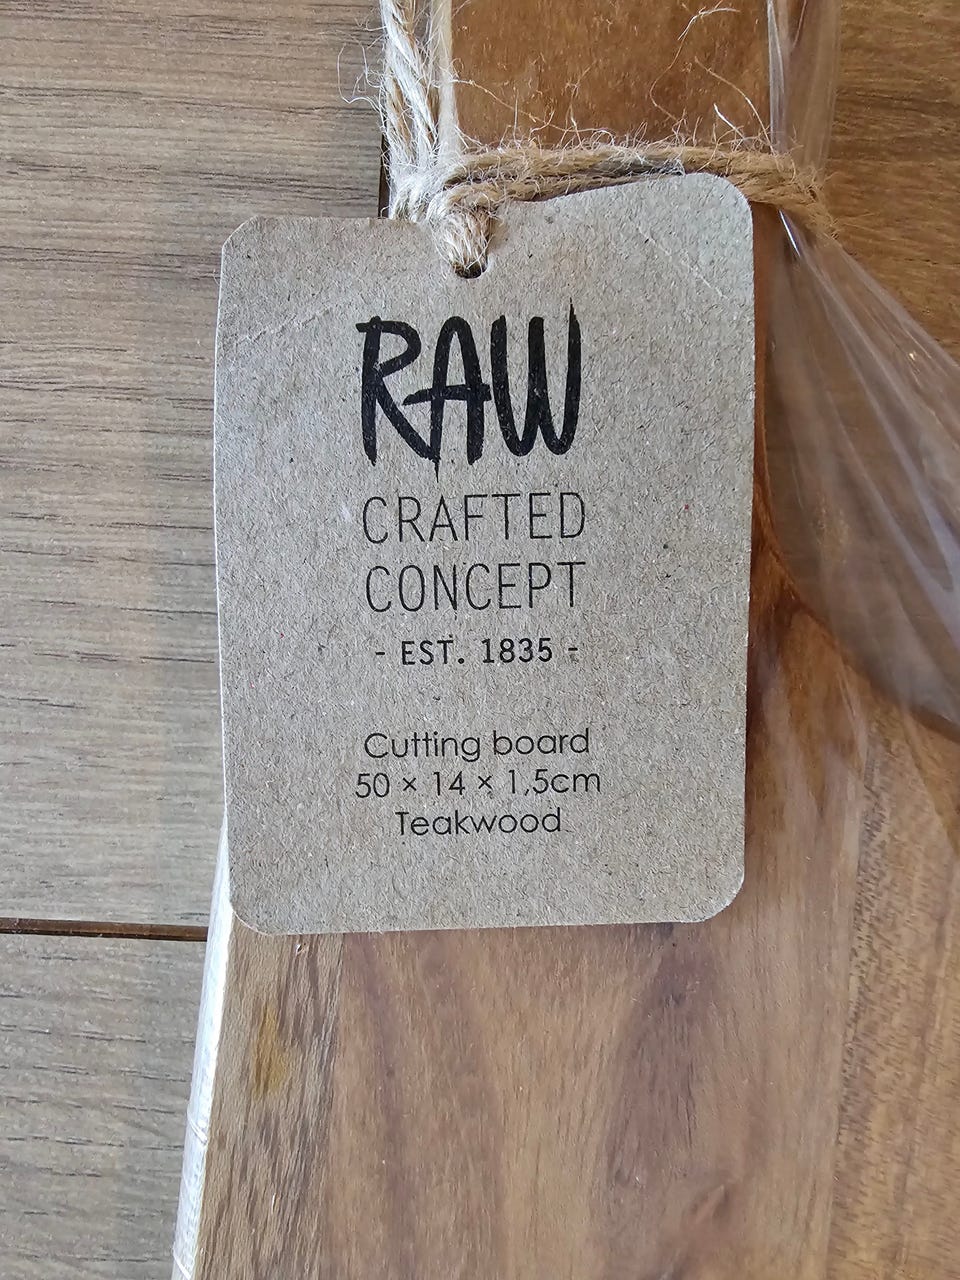 RAW
CRAFTED
CONCEPT
- EST. 1835 -
Cutting board
50 × 14 × 1,5cm
Teakwood